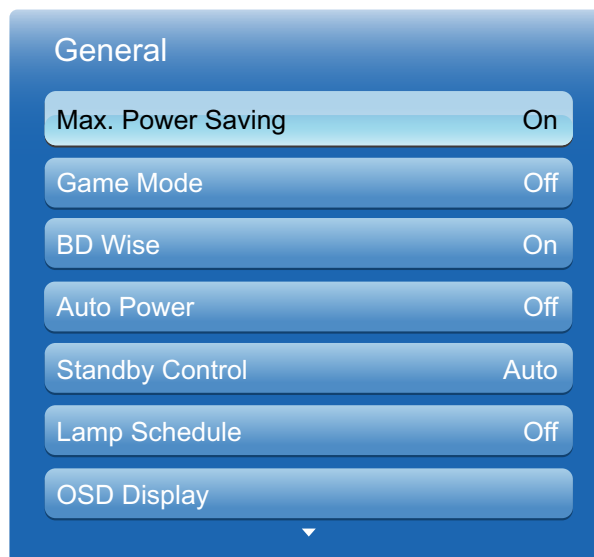 General
Max. Power Saving On
Game Mode Off
BD Wise On
Auto Power Off
Standby Control Auto
Lamp Schedule Off
OSD Display